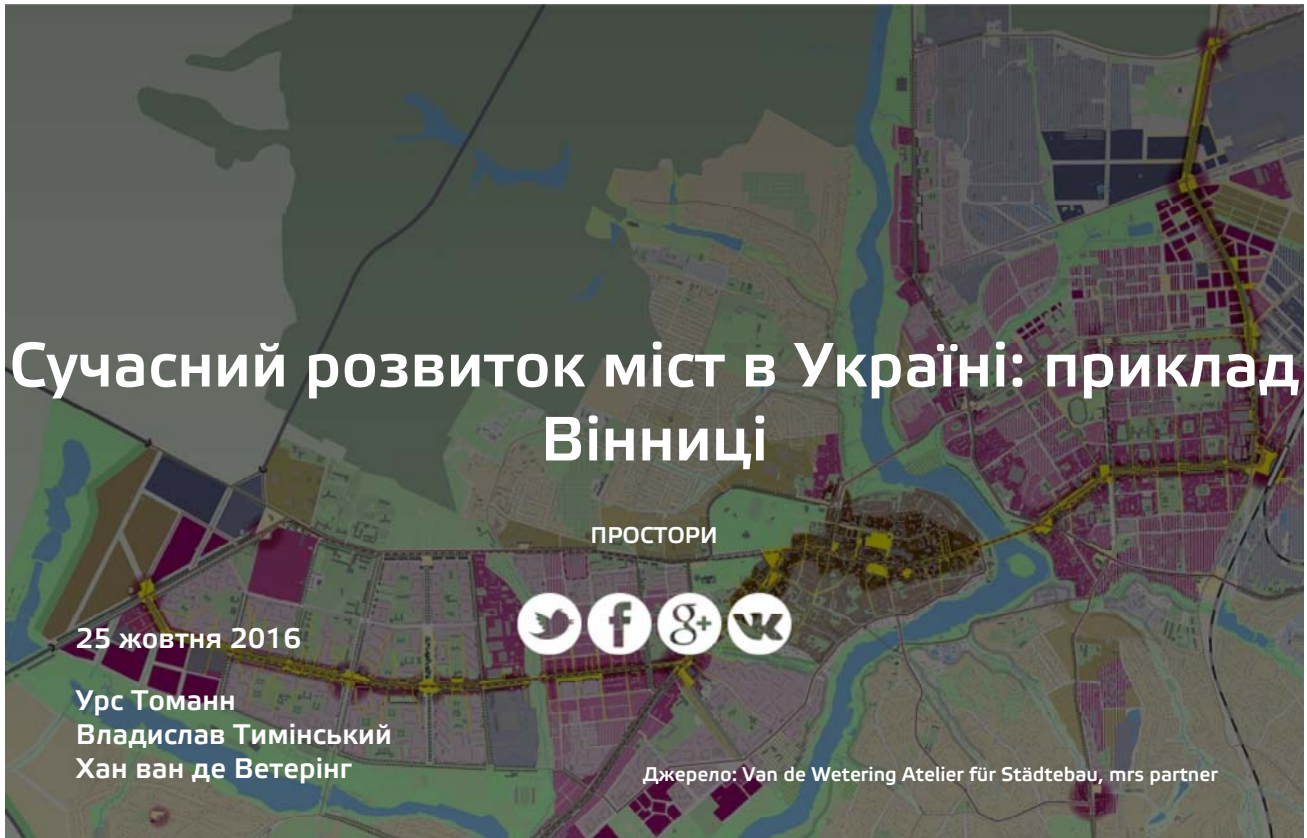 Сучасний розвиток міст в Україні: приклад
Вінниці
ПРОСТОРИ
25 жовтня 2016
Урс Томанн
Владислав Тимінський
Хан ван де Ветерінг
Джерело: Van de Wetering Atelier für Städtebau, mrs partner